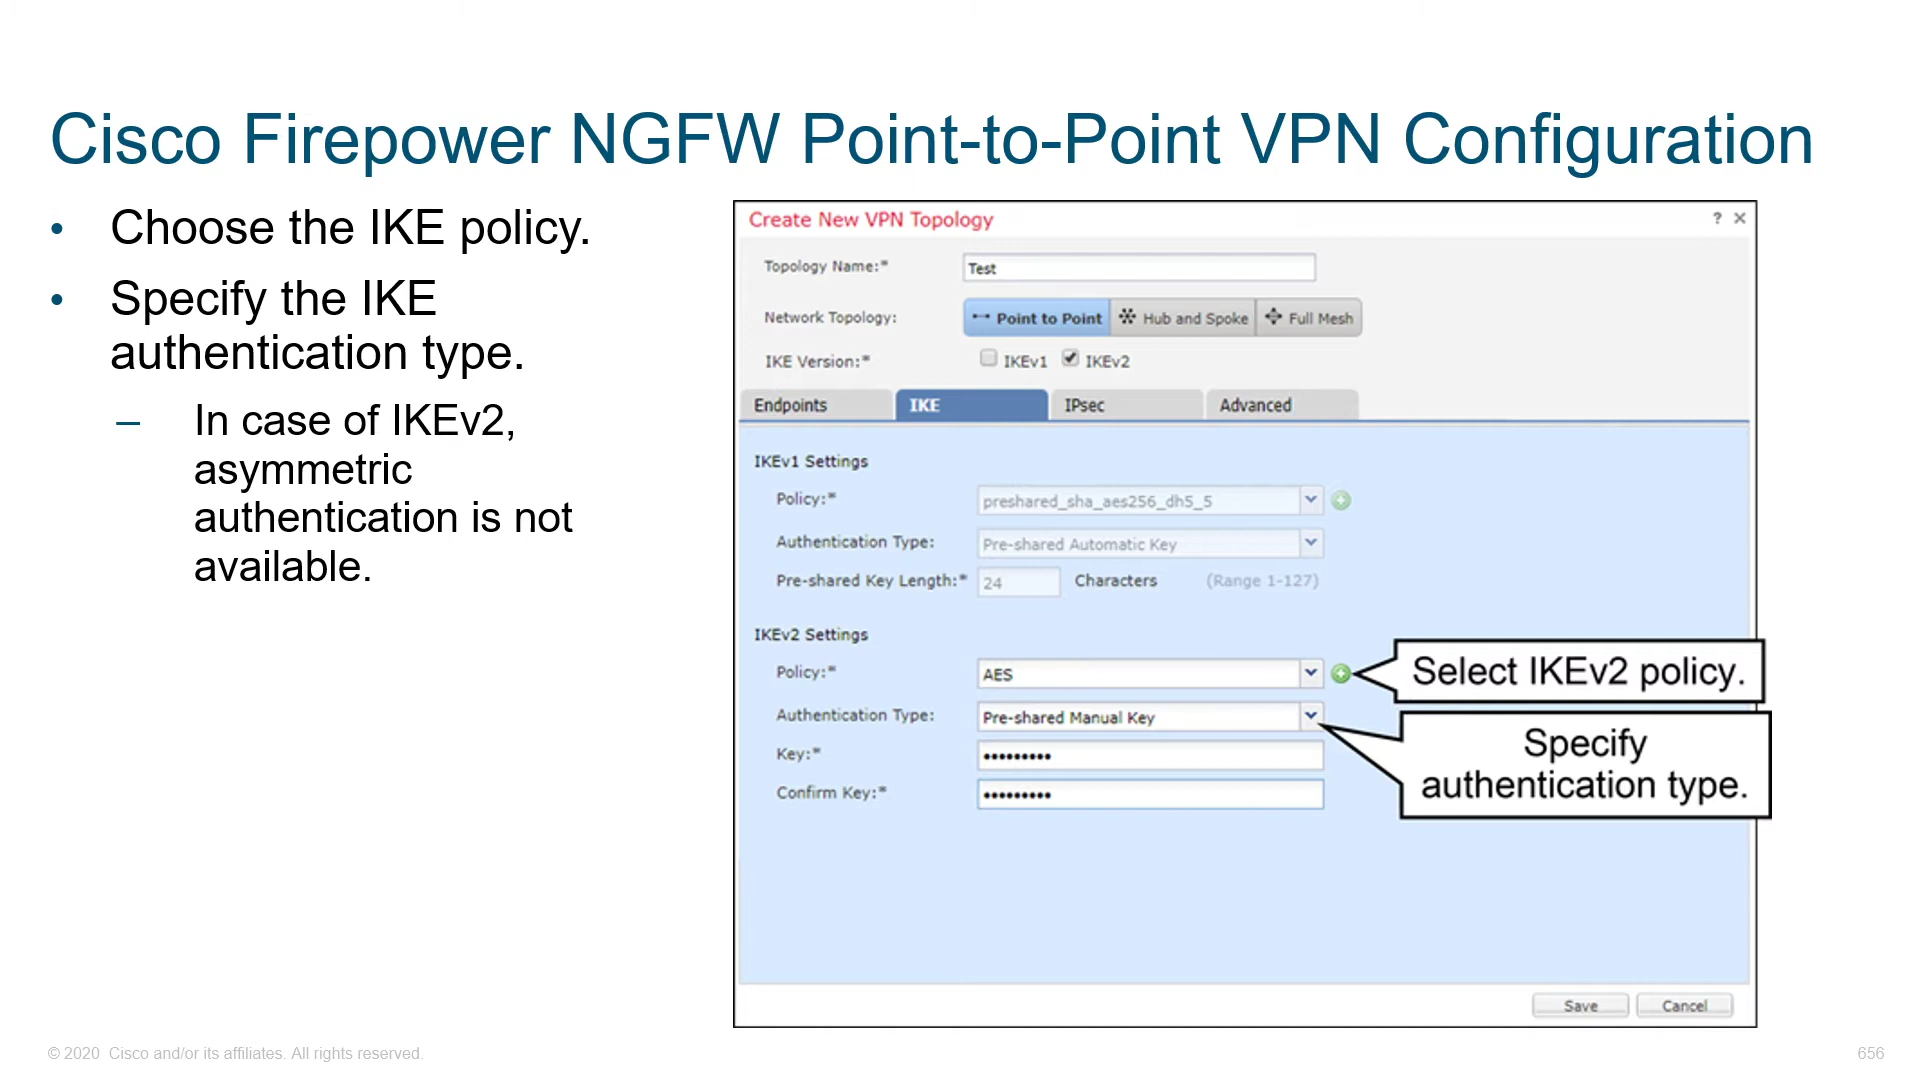 Cisco Firepower NGFW Point-to-Point VPN Configuration
• Choose the IKE policy.
• Specify the IKE
authentication type.
– In case of IKEv2,
asymmetric
authentication is not
available.
Create New VPN Topology ? ×
Topology Name:* Test
Network Topology: Point to Point Hub and Spoke Full Mesh
IKE Version:* IKEv1 IKEv2
Endpoints IKE IPsec Advanced
IKEv1 Settings
Policy:* preshared_sha_aes256_dh5_5
Authentication Type: Pre-shared Automatic Key
Pre-shared Key Length:* 24 Characters (Range 1-127)
IKEv2 Settings
Policy:* AES
Select IKEv2 policy.
Authentication Type: Pre-shared Manual Key
Specify
authentication type.
Key:* •••••••••
Confirm Key:* •••••••••
Save Cancel
© 2020 Cisco and/or its affiliates. All rights reserved.
656